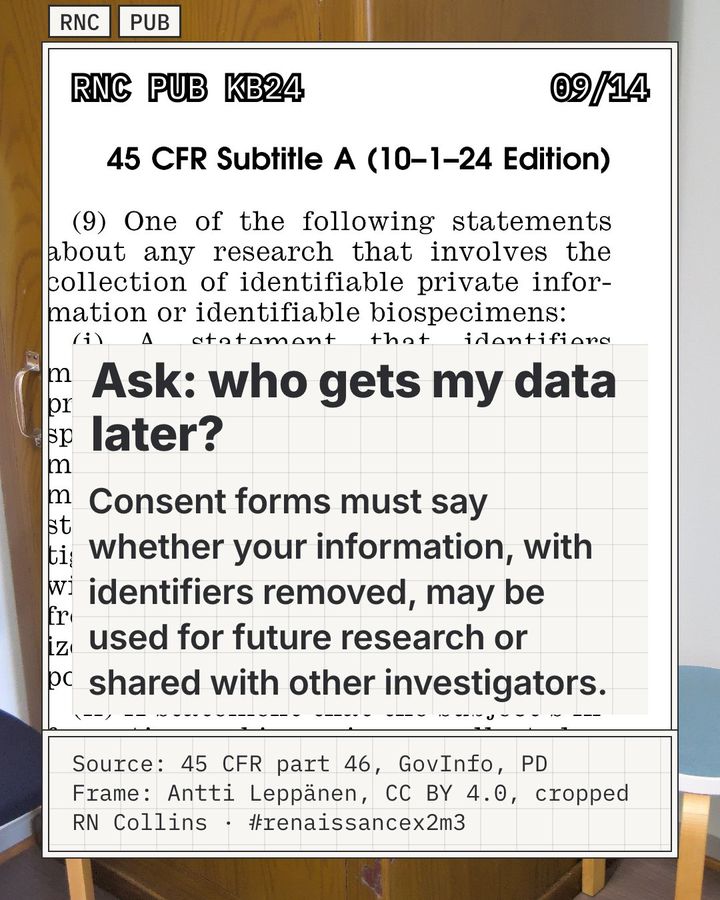 RNC PUB
RNC PUB KB24 09/14
45 CFR Subtitle A (10–1–24 Edition)
(9) One of the following statements
about any research that involves the
collection of identifiable private infor-
mation or identifiable biospecimens:
(i) A statement that identifiers
Ask: who gets my data
later?
Consent forms must say
whether your information, with
identifiers removed, may be
used for future research or
shared with other investigators.
Source: 45 CFR part 46, GovInfo, PD
Frame: Antti Leppänen, CC BY 4.0, cropped
RN Collins · #renaissancex2m3